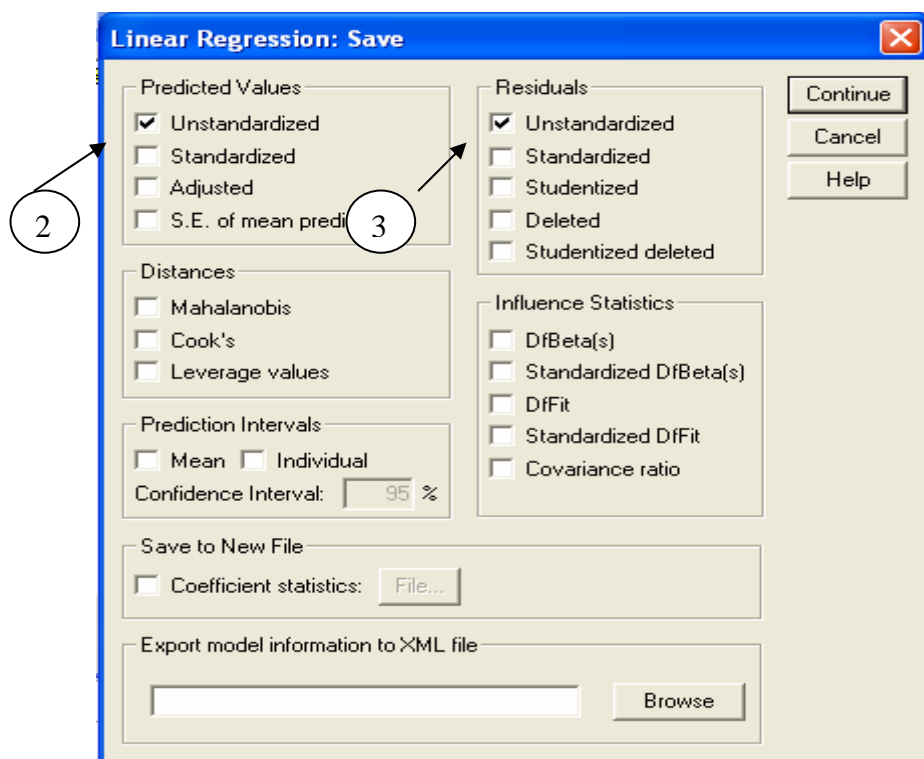 Linear Regression: Save
Predicted Values
Unstandardized
Standardized
Adjusted
S.E. of mean predi
2
Distances
Mahalanobis
Cook's
Leverage values
Prediction Intervals
Mean Individual
Confidence Interval: 95 %
Residuals
Unstandardized
Standardized
Studentized
Deleted
Studentized deleted
3
Influence Statistics
DfBeta(s)
Standardized DfBeta(s)
DfFit
Standardized DfFit
Covariance ratio
Continue
Cancel
Help
Save to New File
Coefficient statistics: File...
Export model information to XML file
Browse